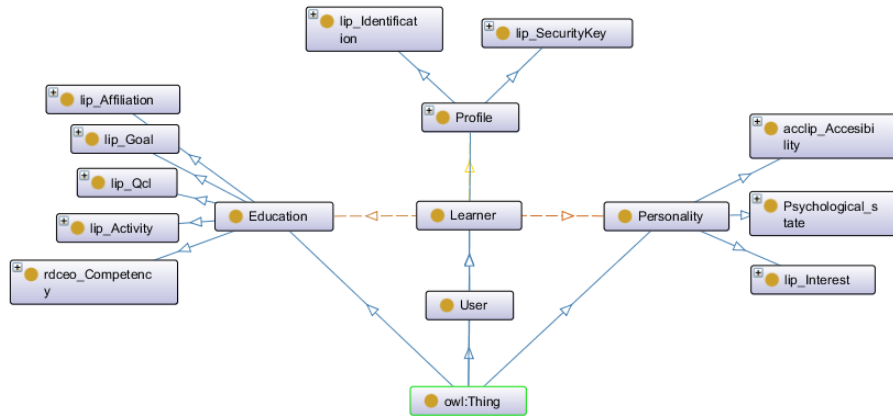 lip_Identificat
ion
lip_SecurityKey
lip_Affiliation
lip_Goal
Profile
acclip_Accesibi
lity
lip_Qcl
Education
Learner
Personality
Psychological_s
tate
lip_Activity
rdceo_Competenc
y
lip_Interest
User
owl:Thing